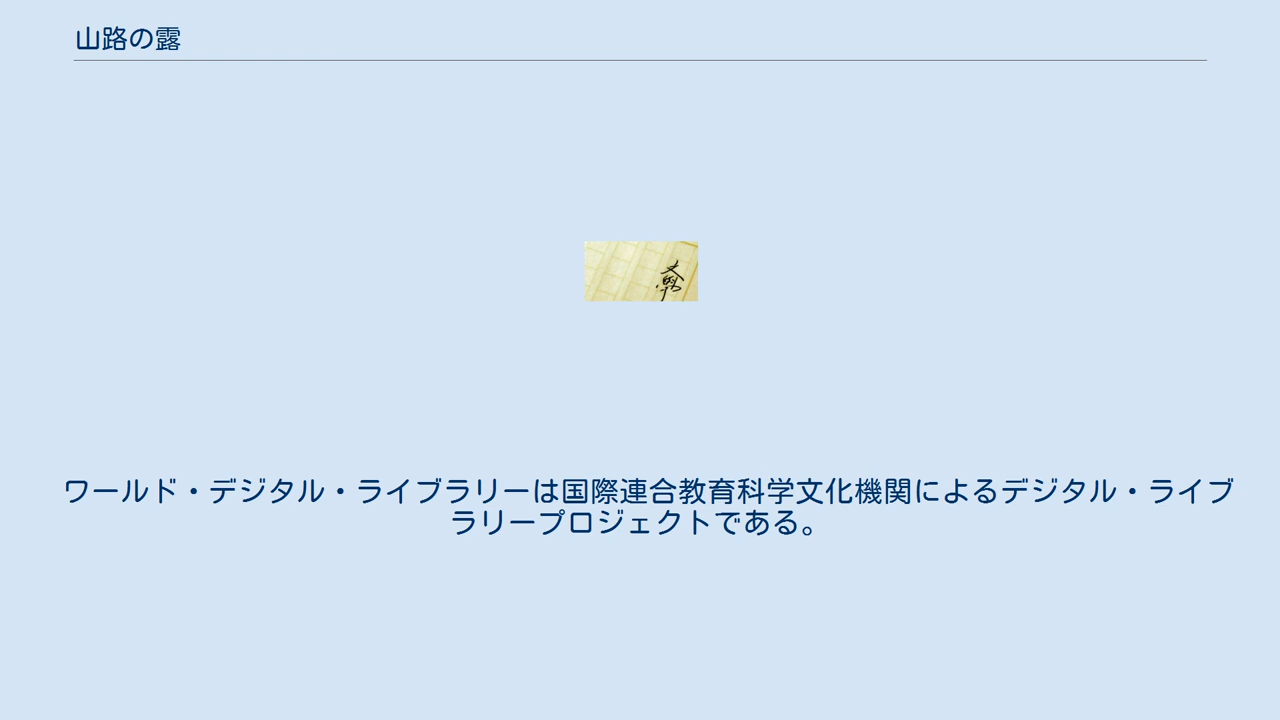 山路の露
ワールド・デジタル・ライブラリーは国際連合教育科学文化機関によるデジタル・ライブ
ラリープロジェクトである。